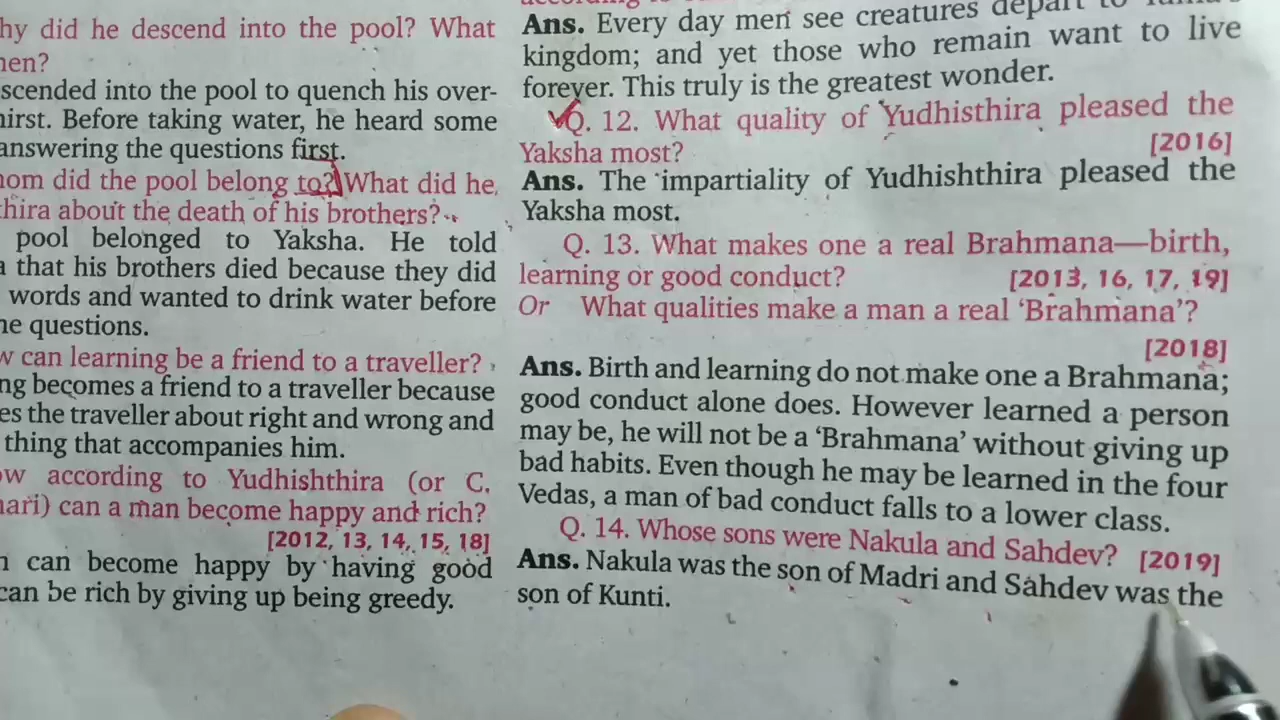 hy did he descend into the pool? What
en?
scended into the pool to quench his over-
irst. Before taking water, he heard some
answering the questions first.
om did the pool belong to? What did he
hira about the death of his brothers?
pool belonged to Yaksha. He told
a that his brothers died because they did
words and wanted to drink water before
e questions.
w can learning be a friend to a traveller?
ng becomes a friend to a traveller because
es the traveller about right and wrong and
thing that accompanies him.
ow according to Yudhishthira (or C.
ari) can a man become happy and rich?
[2012, 13, 14, 15, 18]
n can become happy by having good
can be rich by giving up being greedy.
Ans. Every day men see creatures depart to
kingdom; and yet those who remain want to live
forever. This truly is the greatest wonder.
Q. 12. What quality of Yudhisthira pleased the
Yaksha most? [2016]
Ans. The impartiality of Yudhishthira pleased the
Yaksha most.
Q. 13. What makes one a real Brahmana—birth,
learning or good conduct? [2013, 16, 17, 19]
Or What qualities make a man a real 'Brahmana'?
[2018]
Ans. Birth and learning do not make one a Brahmana;
good conduct alone does. However learned a person
may be, he will not be a 'Brahmana' without giving up
bad habits. Even though he may be learned in the four
Vedas, a man of bad conduct falls to a lower class.
Q. 14. Whose sons were Nakula and Sahdev? [2019]
Ans. Nakula was the son of Madri and Sahdev was the
son of Kunti.